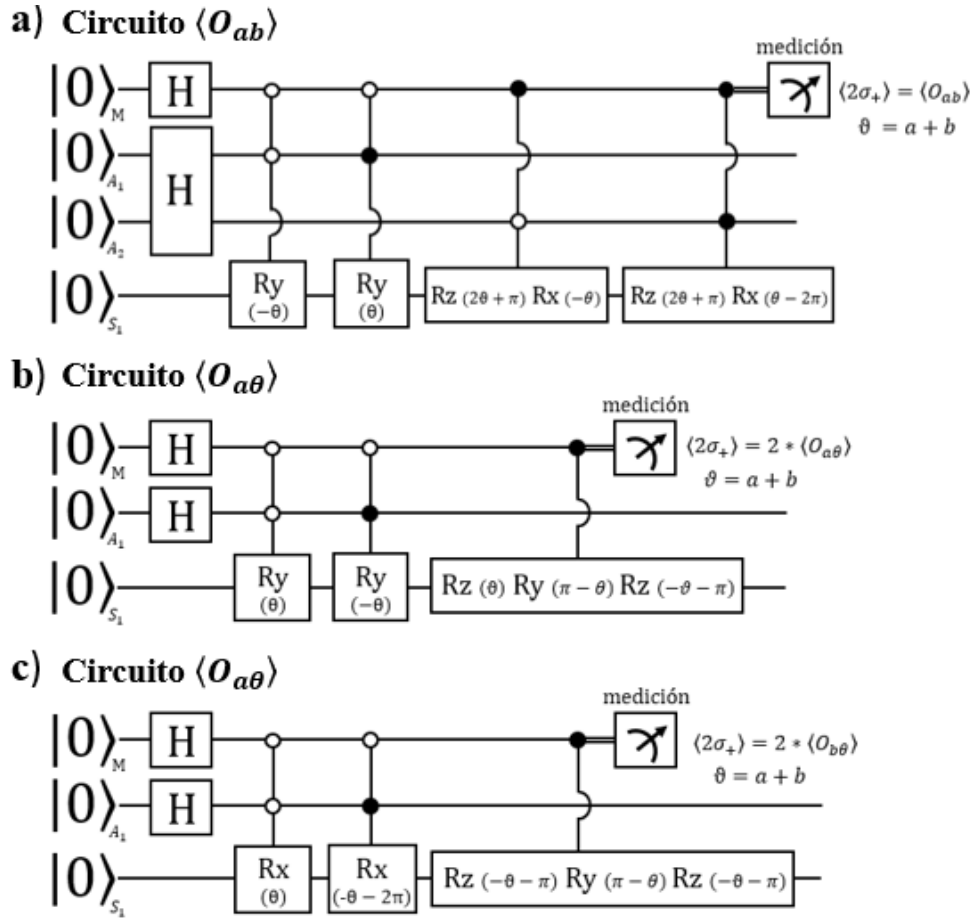 a) Circuito ⟨O_ab⟩
medición
|0⟩_M H
⟨2σ₊⟩ = ⟨O_ab⟩
ϑ = a + b
|0⟩_A₁ H
|0⟩_A₂
|0⟩_S₁ Ry (-θ) Ry (θ) Rz (2θ + π) Rx (-θ) Rz (2θ + π) Rx (θ - 2π)
b) Circuito ⟨O_aθ⟩
medición
|0⟩_M H
⟨2σ₊⟩ = 2 * ⟨O_aθ⟩
ϑ = a + b
|0⟩_A₁ H
|0⟩_S₁ Ry (θ) Ry (-θ) Rz (θ) Ry (π - θ) Rz (-ϑ - π)
c) Circuito ⟨O_aθ⟩
medición
|0⟩_M H
⟨2σ₊⟩ = 2 * ⟨O_bθ⟩
ϑ = a + b
|0⟩_A₁ H
|0⟩_S₁ Rx (θ) Rx (-θ - 2π) Rz (-ϑ - π) Ry (π - θ) Rz (-ϑ - π)